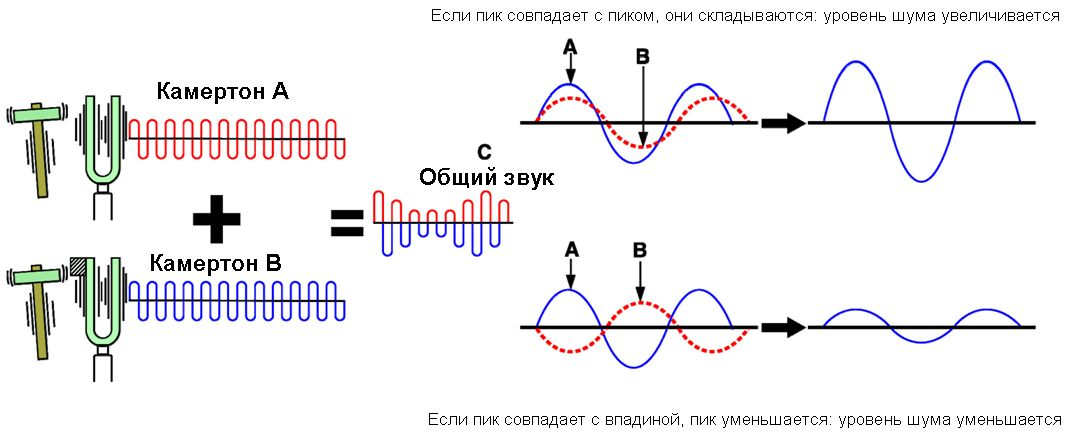 Если пик совпадает с пиком, они складываются: уровень шума увеличивается
A
B
Камертон А
C
Общий звук
Камертон В
A
B
Если пик совпадает с впадиной, пик уменьшается: уровень шума уменьшается